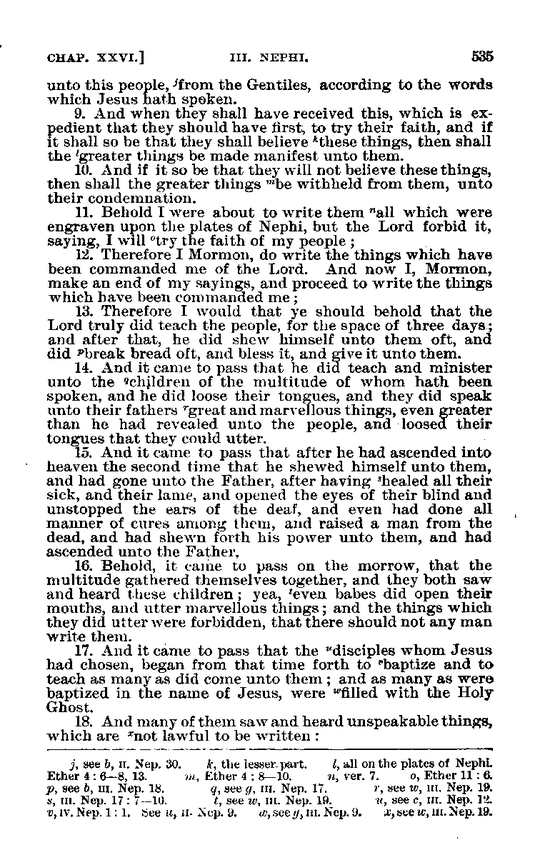 CHAP. XXVI.] III. NEPHI. 535
unto this people, jfrom the Gentiles, according to the words
which Jesus hath spoken.
9. And when they shall have received this, which is ex-
pedient that they should have first, to try their faith, and if
it shall so be that they shall believe kthese things, then shall
the lgreater things be made manifest unto them.
10. And if it so be that they will not believe these things,
then shall the greater things mbe withheld from them, unto
their condemnation.
11. Behold I were about to write them nall which were
engraven upon the plates of Nephi, but the Lord forbid it,
saying, I will otry the faith of my people ;
12. Therefore I Mormon, do write the things which have
been commanded me of the Lord. And now I, Mormon,
make an end of my sayings, and proceed to write the things
which have been commanded me ;
13. Therefore I would that ye should behold that the
Lord truly did teach the people, for the space of three days;
and after that, he did shew himself unto them oft, and
did pbreak bread oft, and bless it, and give it unto them.
14. And it came to pass that he did teach and minister
unto the qchildren of the multitude of whom hath been
spoken, and he did loose their tongues, and they did speak
unto their fathers rgreat and marvellous things, even greater
than he had revealed unto the people, and loosed their
tongues that they could utter.
15. And it came to pass that after he had ascended into
heaven the second time that he shewed himself unto them,
and had gone unto the Father, after having shealed all their
sick, and their lame, and opened the eyes of their blind and
unstopped the ears of the deaf, and even had done all
manner of cures among them, and raised a man from the
dead, and had shewn forth his power unto them, and had
ascended unto the Father,
16. Behold, it came to pass on the morrow, that the
multitude gathered themselves together, and they both saw
and heard these children ; yea, teven babes did open their
mouths, and utter marvellous things ; and the things which
they did utter were forbidden, that there should not any man
write them.
17. And it came to pass that the udisciples whom Jesus
had chosen, began from that time forth to vbaptize and to
teach as many as did come unto them ; and as many as were
baptized in the name of Jesus, were wfilled with the Holy
Ghost.
18. And many of them saw and heard unspeakable things,
which are xnot lawful to be written :
j, see b, II. Nep. 30. k, the lesser part. l, all on the plates of Nephi.
Ether 4 : 6—8, 13. m, Ether 4 : 8—10. n, ver. 7. o, Ether 11 : 6.
p, see b, III. Nep. 18. q, see g, III. Nep. 17. r, see w, III. Nep. 19.
s, III. Nep. 17 : 7—10. t, see w, III. Nep. 19. u, see c, III. Nep. 12.
v, IV. Nep. 1 : 1. See u, II. Nep. 9. w, see y, III. Nep. 9. x, see w, III. Nep. 19.